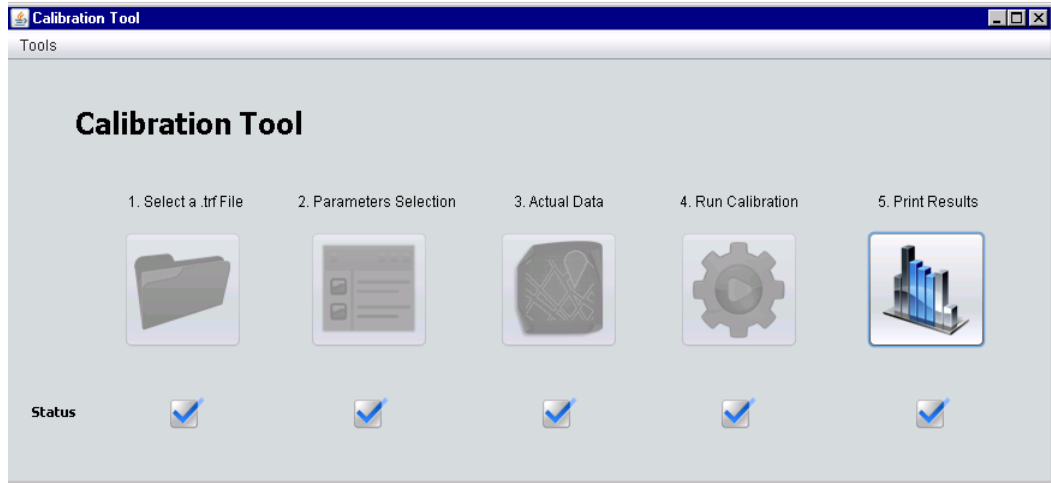 Calibration Tool
Tools
Calibration Tool
1. Select a .trf File
2. Parameters Selection
3. Actual Data
4. Run Calibration
5. Print Results
Status